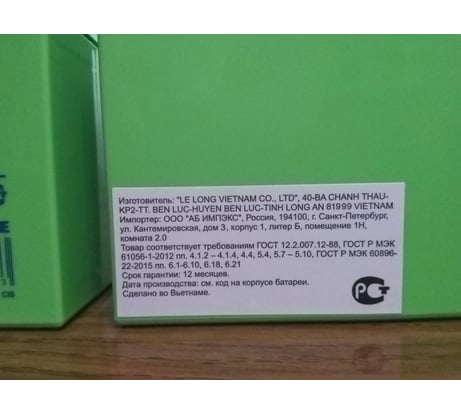 Изготовитель: "LE LONG VIETNAM CO., LTD", 40-BA CHANH THAU-
KP2-TT. BEN LUC-HUYEN BEN LUC-TINH LONG AN 81999 VIETNAM
Импортер: ООО "АБ ИМПЭКС", Россия, 194100, г. Санкт-Петербург,
ул. Кантемировская, дом 3, корпус 1, литер Б, помещение 1Н,
комната 2.0
Товар соответствует требованиям ГОСТ 12.2.007.12-88, ГОСТ Р МЭК
61056-1-2012 пп. 4.1.2 – 4.1.4, 4.4, 5.4, 5.7 – 5.10, ГОСТ Р МЭК 60896-
22-2015 пп. 6.1-6.10, 6.18, 6.21
Срок гарантии: 12 месяцев.
Дата производства: см. код на корпусе батареи.
Сделано во Вьетнаме.
E
3
CIS